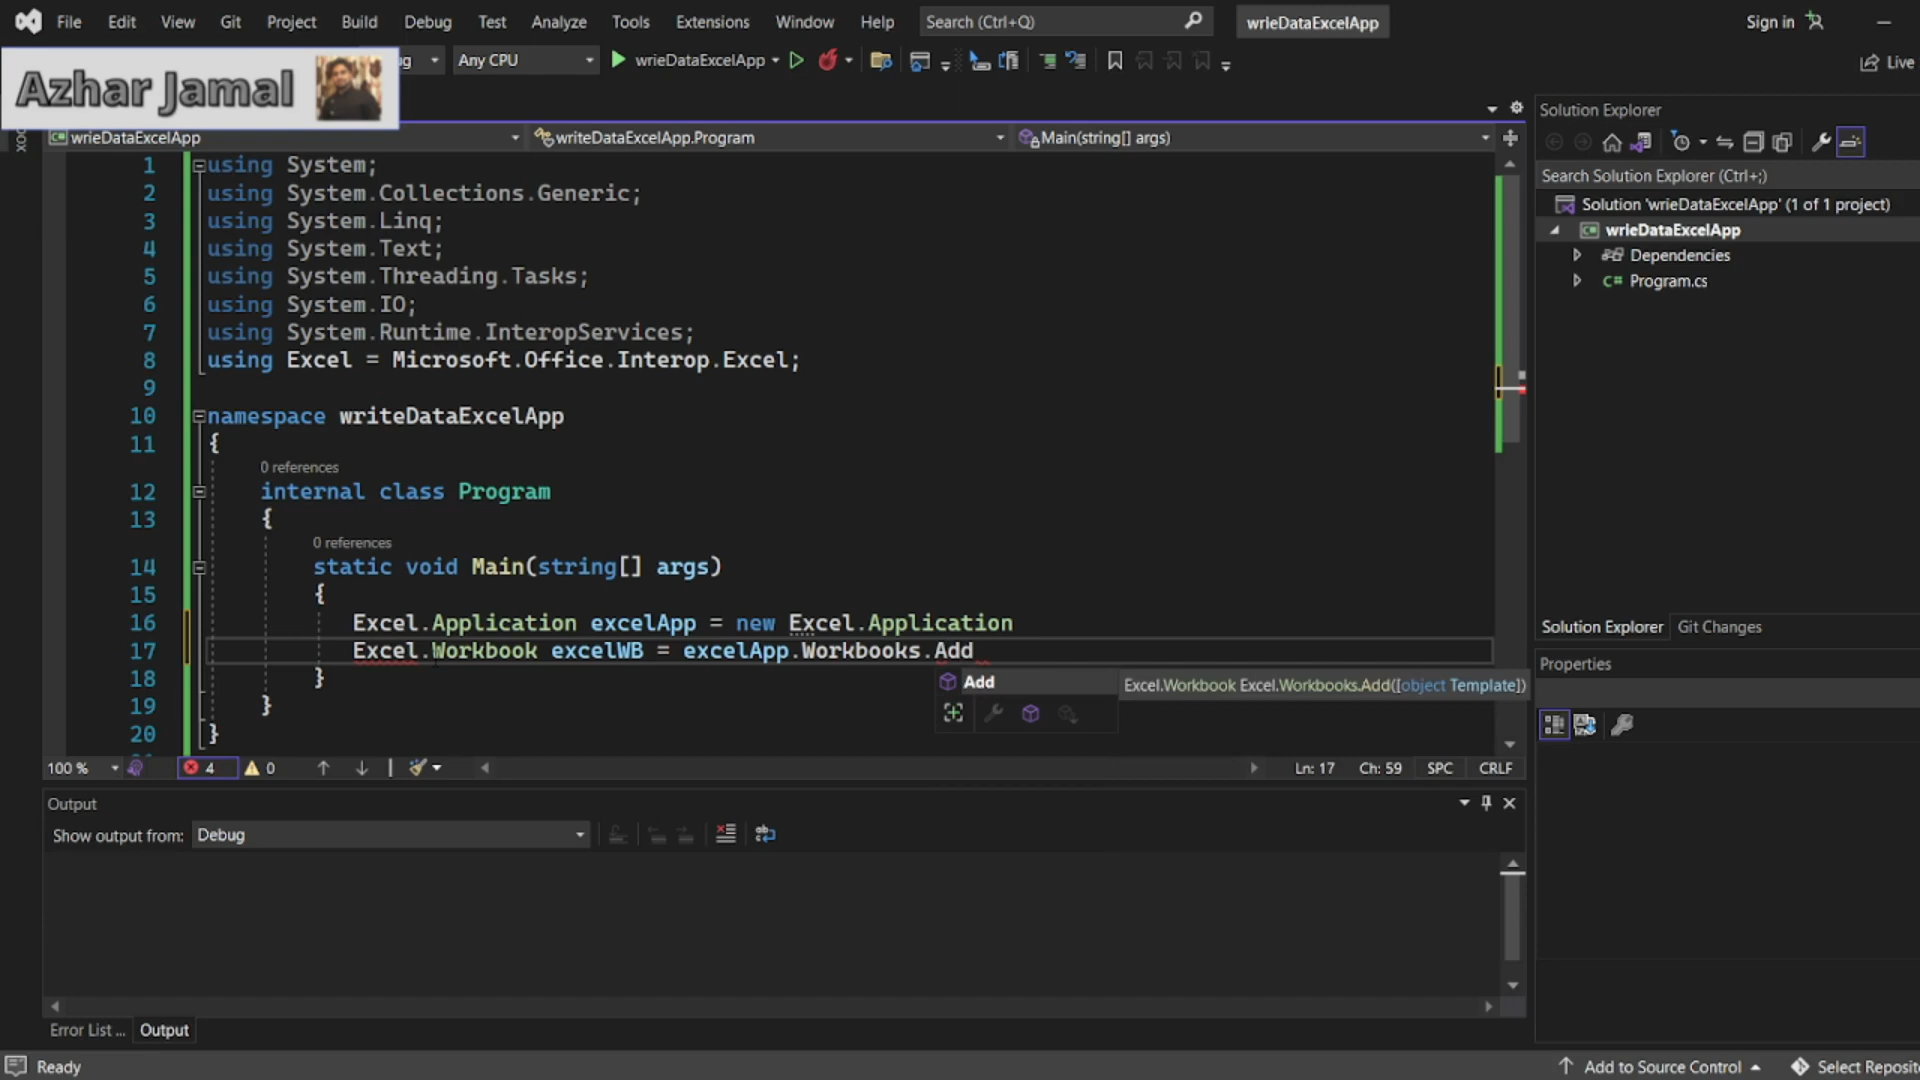 File Edit View Git Project Build Debug Test Analyze Tools Extensions Window Help Search (Ctrl+Q) wrieDataExcelApp Sign in
Azhar Jamal
Any CPU wrieDataExcelApp Live
Solution Explorer
wrieDataExcelApp writeDataExcelApp.Program Main(string[] args)
Search Solution Explorer (Ctrl+;)
Solution 'wrieDataExcelApp' (1 of 1 project)
wrieDataExcelApp
Dependencies
C# Program.cs
1 using System;
2 using System.Collections.Generic;
3 using System.Linq;
4 using System.Text;
5 using System.Threading.Tasks;
6 using System.IO;
7 using System.Runtime.InteropServices;
8 using Excel = Microsoft.Office.Interop.Excel;
9
10 namespace writeDataExcelApp
11 {
0 references
12 internal class Program
13 {
0 references
14 static void Main(string[] args)
15 {
16 Excel.Application excelApp = new Excel.Application
17 Excel.Workbook excelWB = excelApp.Workbooks.Add
18 }
19 }
20 }
Add
Excel.Workbook Excel.Workbooks.Add([object Template])
Solution Explorer Git Changes
Properties
100 % 4 0 Ln: 17 Ch: 59 SPC CRLF
Output
Show output from: Debug
Error List ... Output
Ready Add to Source Control